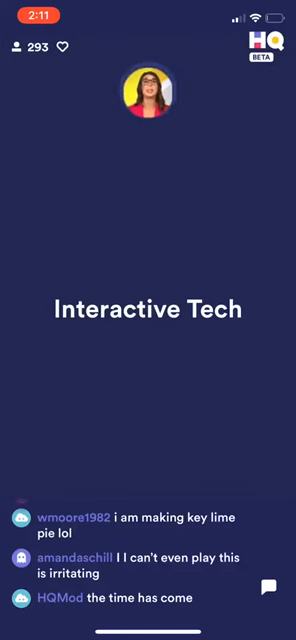 2:11
293
HQ
BETA
Interactive Tech
wmoore1982 i am making key lime
pie lol
amandaschill I I can't even play this
is irritating
HQMod the time has come